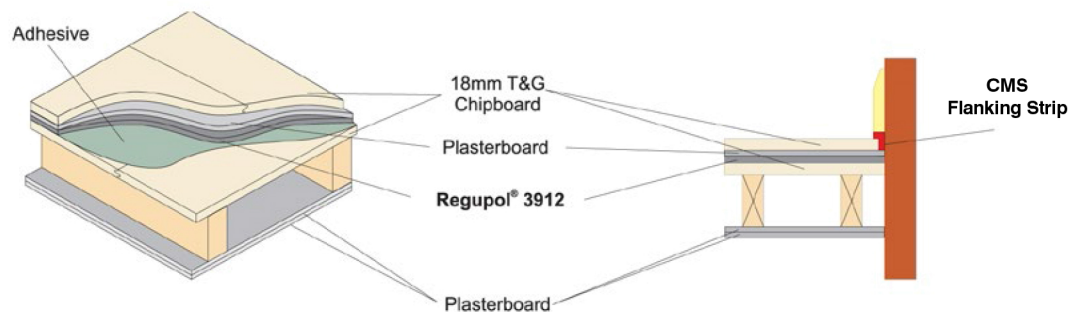 Adhesive
18mm T&G
Chipboard
CMS
Flanking Strip
Plasterboard
Regupol® 3912
Plasterboard